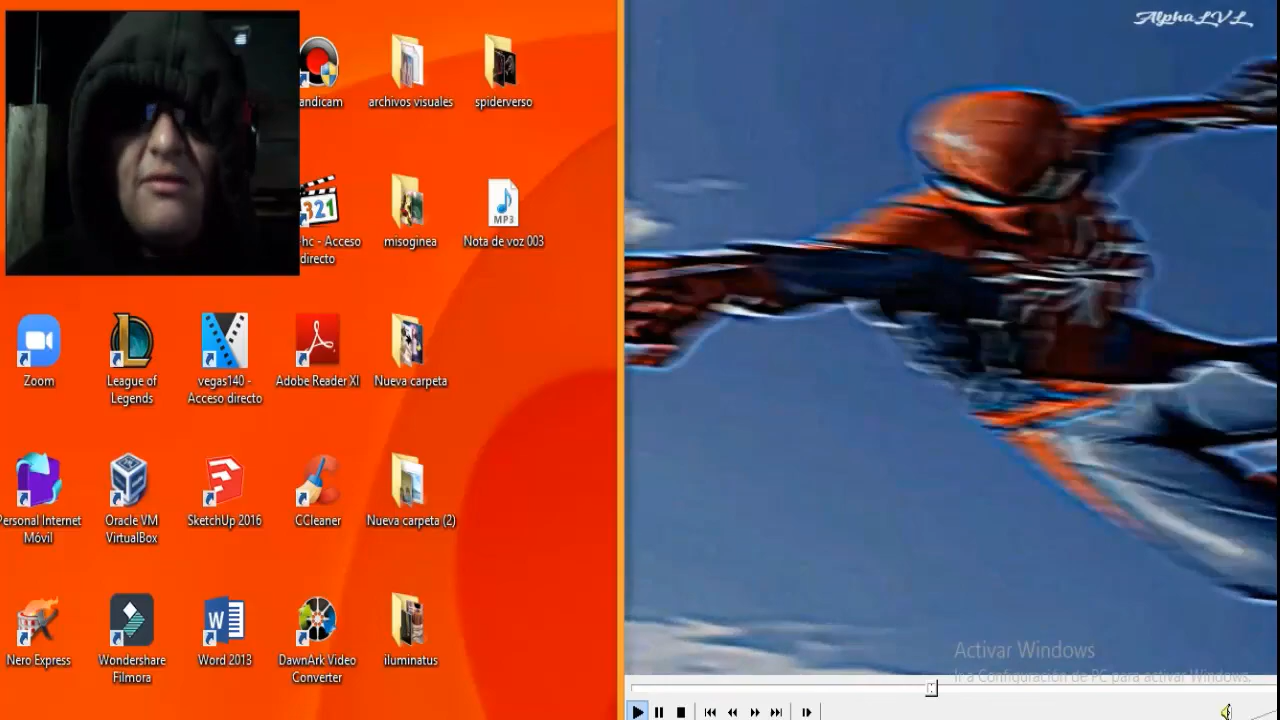 AlphaLVL
andicam
archivos visuales
spiderverso
321
-hc - Acceso
directo
misoginea
MP3
Nota de voz 003
Zoom
League of
Legends
vegas140 -
Acceso directo
Adobe Reader XI
Nueva carpeta
Personal Internet
Móvil
Oracle VM
VirtualBox
SketchUp 2016
CCleaner
Nueva carpeta (2)
Nero Express
Wondershare
Filmora
Word 2013
DawnArk Video
Converter
iluminatus
Activar Windows
Ir a Configuración de PC para activar Windows.